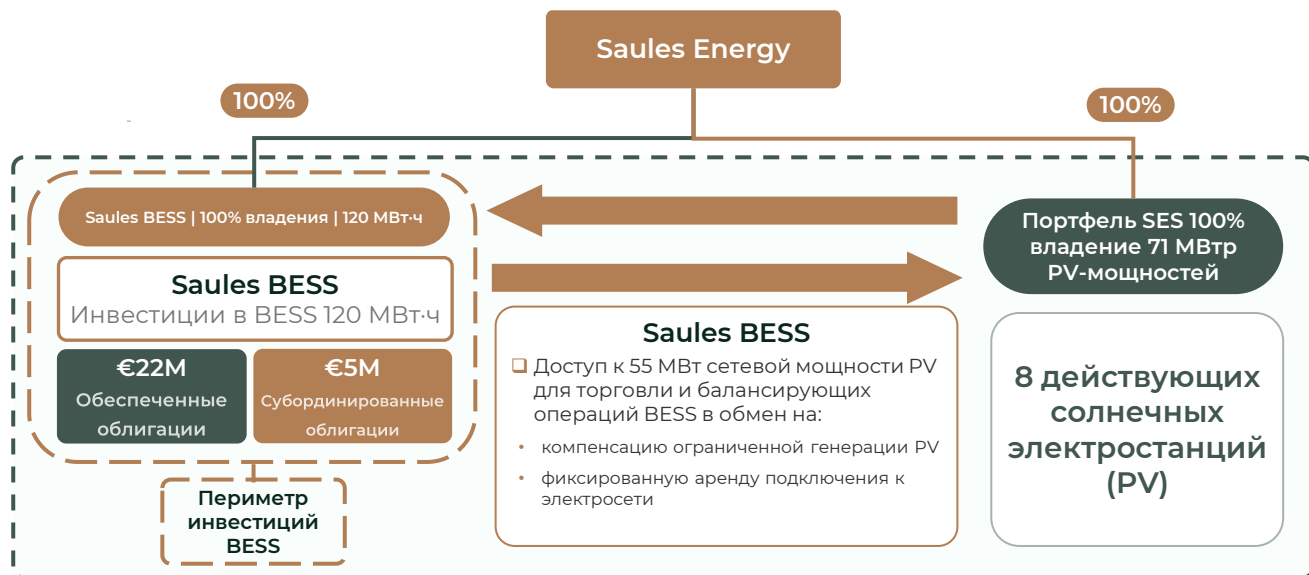 Saules Energy
100%
100%
Saules BESS | 100% владения | 120 МВт·ч
Saules BESS
Инвестиции в BESS 120 МВт·ч
€22M
Обеспеченные
облигации
€5M
Субординированные
облигации
Периметр
инвестиций
BESS
Saules BESS
Доступ к 55 МВт сетевой мощности PV
для торговли и балансирующих
операций BESS в обмен на:
• компенсацию ограниченной генерации PV
• фиксированную аренду подключения к
электросети
Портфель SES 100%
владение 71 МВтр
PV-мощностей
8 действующих
солнечных
электростанций
(PV)